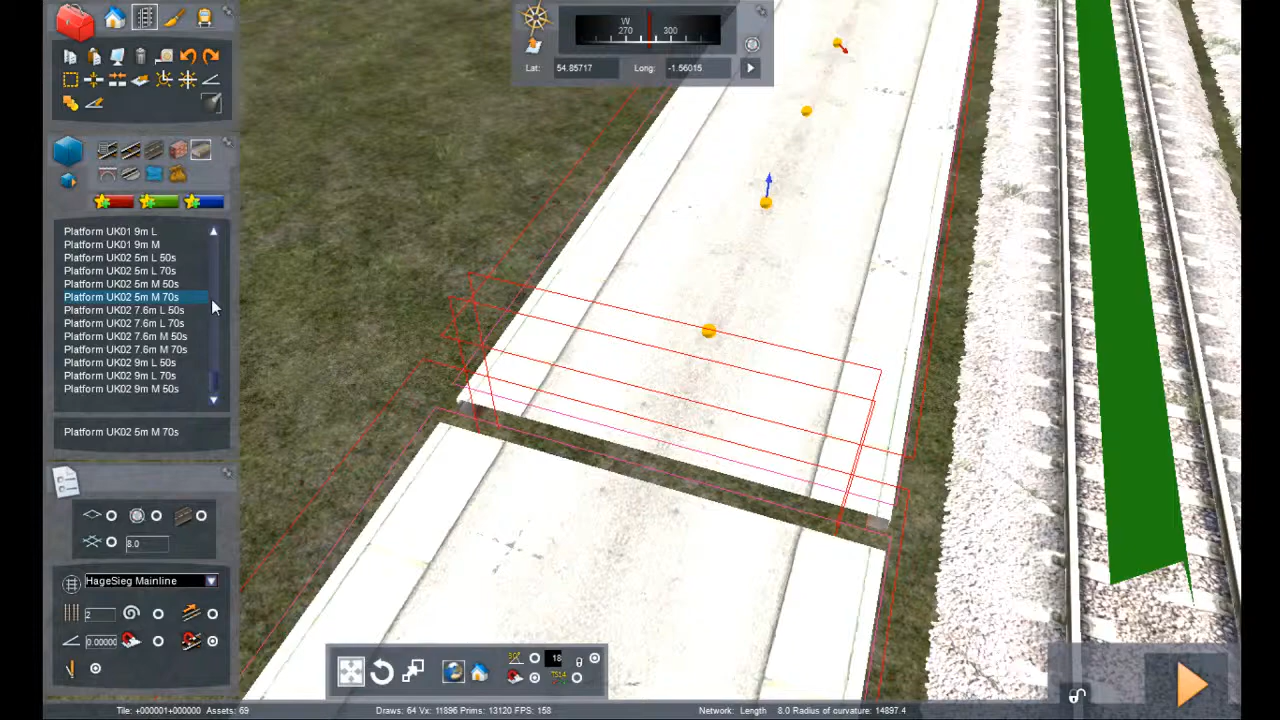 W
270 300
Lat: 54.85717 Long: -1.56015
Platform UK01 9m L
Platform UK01 9m M
Platform UK02 5m L 50s
Platform UK02 5m L 70s
Platform UK02 5m M 50s
Platform UK02 5m M 70s
Platform UK02 7.6m L 50s
Platform UK02 7.6m L 70s
Platform UK02 7.6m M 50s
Platform UK02 7.6m M 70s
Platform UK02 9m L 50s
Platform UK02 9m L 70s
Platform UK02 9m M 50s
Platform UK02 5m M 70s
8.0
HageSieg Mainline
2
0.00000
18
Tile: +000001+000000 Assets: 69 Draws: 64 Vx: 11896 Prims: 13120 FPS: 158 Network: Length 8.0 Radius of curvature: 14897.4